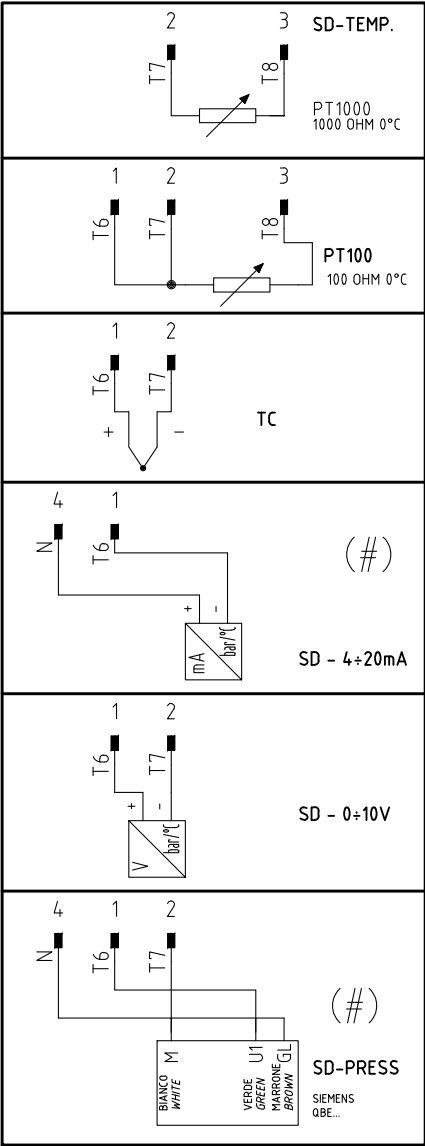 2 3 SD-TEMP.
T7 T8
PT1000
1000 OHM 0°C
1 2 3
T6 T7 T8
PT100
100 OHM 0°C
1 2
T6 T7
+ -
TC
4 1
N T6
(#)
+ -
mA bar/°C
SD - 4÷20mA
1 2
T6 T7
+ -
V bar/°C
SD - 0÷10V
4 1 2
N T6 T7
(#)
M U1 GL
BIANCO
WHITE
VERDE
GREEN
MARRONE
BROWN
SD-PRESS
SIEMENS
QBE...